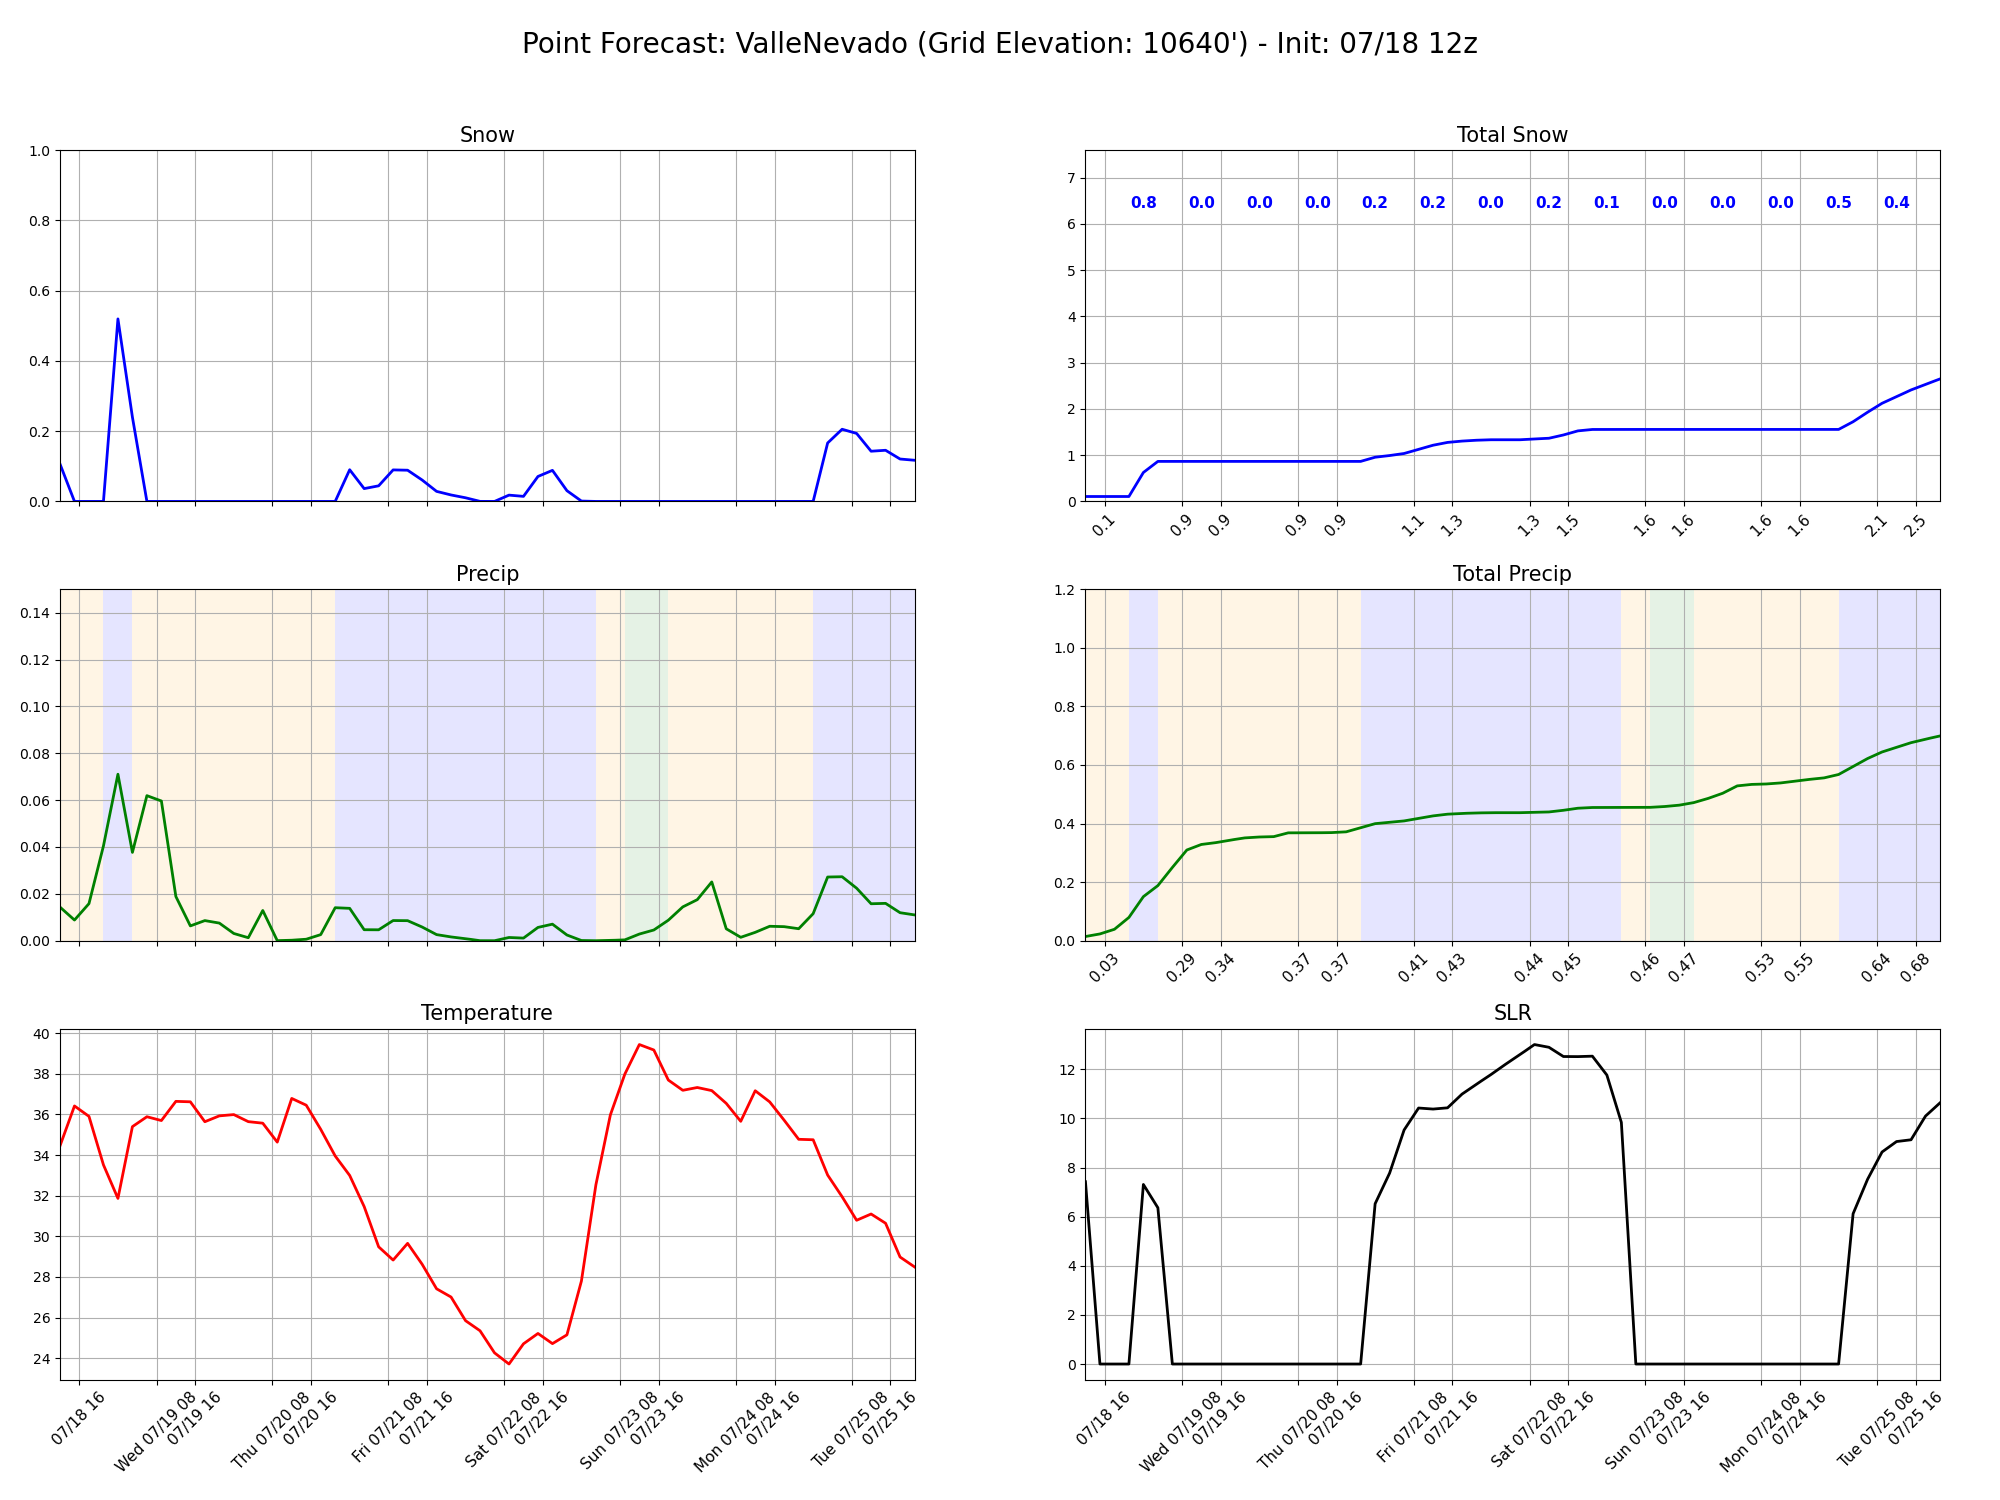 Point Forecast: ValleNevado (Grid Elevation: 10640') - Init: 07/18 12z
Snow
1.0
0.8
0.6
0.4
0.2
0.0
Total Snow
7
6
5
4
3
2
1
0
0.8 0.0 0.0 0.0 0.2 0.2 0.0 0.2 0.1 0.0 0.0 0.0 0.5 0.4
0.1 0.9 0.9 0.9 0.9 1.1 1.3 1.3 1.5 1.6 1.6 1.6 1.6 2.1 2.5
Precip
0.14
0.12
0.10
0.08
0.06
0.04
0.02
0.00
Total Precip
1.2
1.0
0.8
0.6
0.4
0.2
0.0
0.03 0.29 0.34 0.37 0.37 0.41 0.43 0.44 0.45 0.46 0.47 0.53 0.55 0.64 0.68
Temperature
40
38
36
34
32
30
28
26
24
07/18 16
Wed 07/19 08
07/19 16
Thu 07/20 08
07/20 16
Fri 07/21 08
07/21 16
Sat 07/22 08
07/22 16
Sun 07/23 08
07/23 16
Mon 07/24 08
07/24 16
Tue 07/25 08
07/25 16
SLR
12
10
8
6
4
2
0
07/18 16
Wed 07/19 08
07/19 16
Thu 07/20 08
07/20 16
Fri 07/21 08
07/21 16
Sat 07/22 08
07/22 16
Sun 07/23 08
07/23 16
Mon 07/24 08
07/24 16
Tue 07/25 08
07/25 16